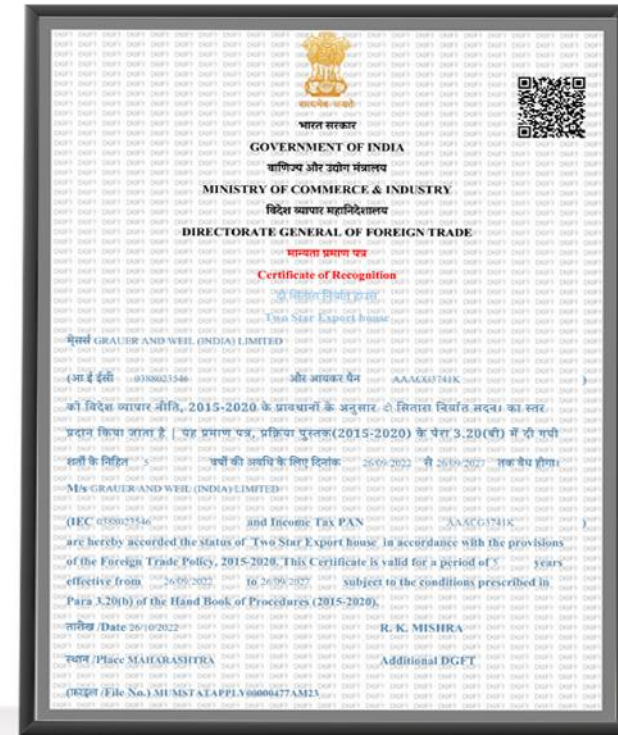 सत्यमेव जयते
भारत सरकार
GOVERNMENT OF INDIA
वाणिज्य और उद्योग मंत्रालय
MINISTRY OF COMMERCE & INDUSTRY
विदेश व्यापार महानिदेशालय
DIRECTORATE GENERAL OF FOREIGN TRADE
मान्यता प्रमाण पत्र
Certificate of Recognition
दो सितारा निर्यात हाउस
Two Star Export house
मेसर्स GRAUER AND WEIL (INDIA) LIMITED
(आ ई ईसी 0388023546 और आयकर पैन AAACG3741K )
को विदेश व्यापार नीति, 2015-2020 के प्रावधानों के अनुसार दो सितारा निर्यात सदन। का स्तर
प्रदान किया जाता है | यह प्रमाण पत्र, प्रक्रिया पुस्तक(2015-2020) के पैरा 3.20(बी) में दी गयी
शर्तों के निहित 5 वर्षो की अवधि के लिए दिनांक 26/09/2022 से 26/09/2027 तक वैध होगा।
M/s GRAUER AND WEIL (INDIA) LIMITED
(IEC 0388023546 and Income Tax PAN AAACG3741K )
are hereby accorded the status of Two Star Export house in accordance with the provisions
of the Foreign Trade Policy, 2015-2020. This Certificate is valid for a period of 5 years
effective from 26/09/2022 to 26/09/2027 subject to the conditions prescribed in
Para 3.20(b) of the Hand Book of Procedures (2015-2020).
तारीख /Date 26/10/2022 R. K. MISHRA
स्थान /Place MAHARASHTRA Additional DGFT
(फाइल /File No.) MUMSTATAPPLY00000477AM23